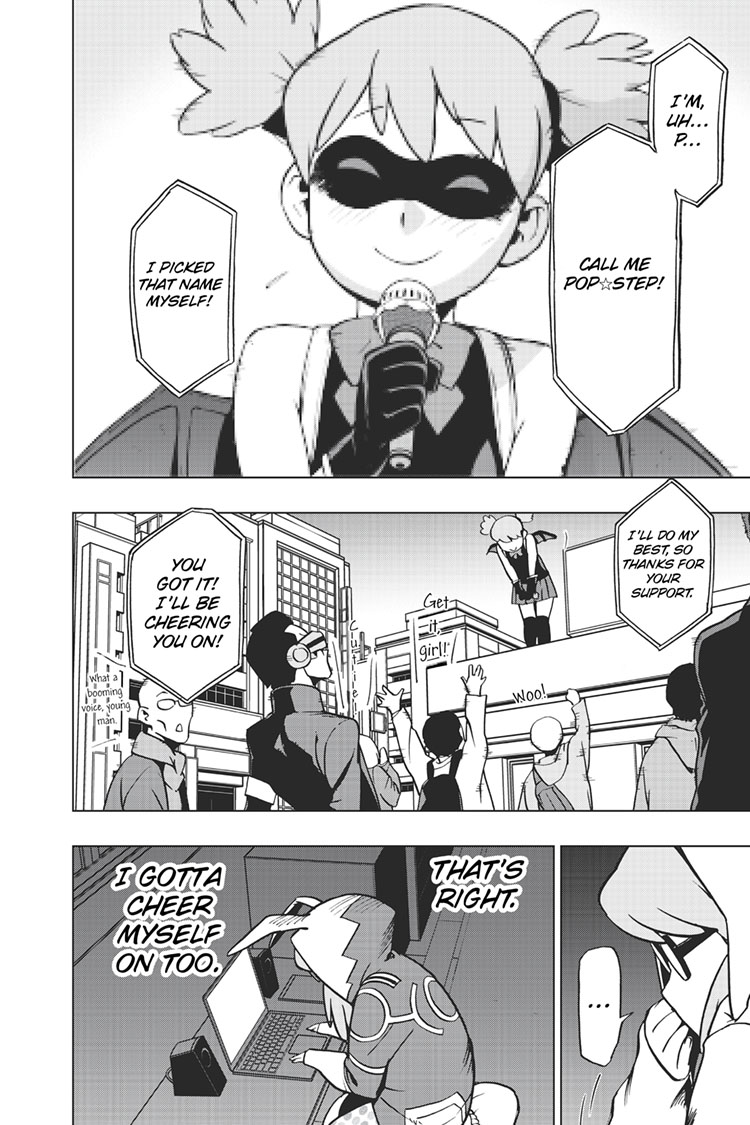 I'M,
UH...
P...
CALL ME
POP☆STEP!
I PICKED
THAT NAME
MYSELF!
I'LL DO MY
BEST, SO
THANKS FOR
YOUR
SUPPORT.
Woo!
Get
it,
girl!
Cutie
YOU
GOT IT!
I'LL BE
CHEERING
YOU ON!
What a
booming
voice, young
man.
...
THAT'S
RIGHT.
I GOTTA
CHEER
MYSELF
ON TOO.